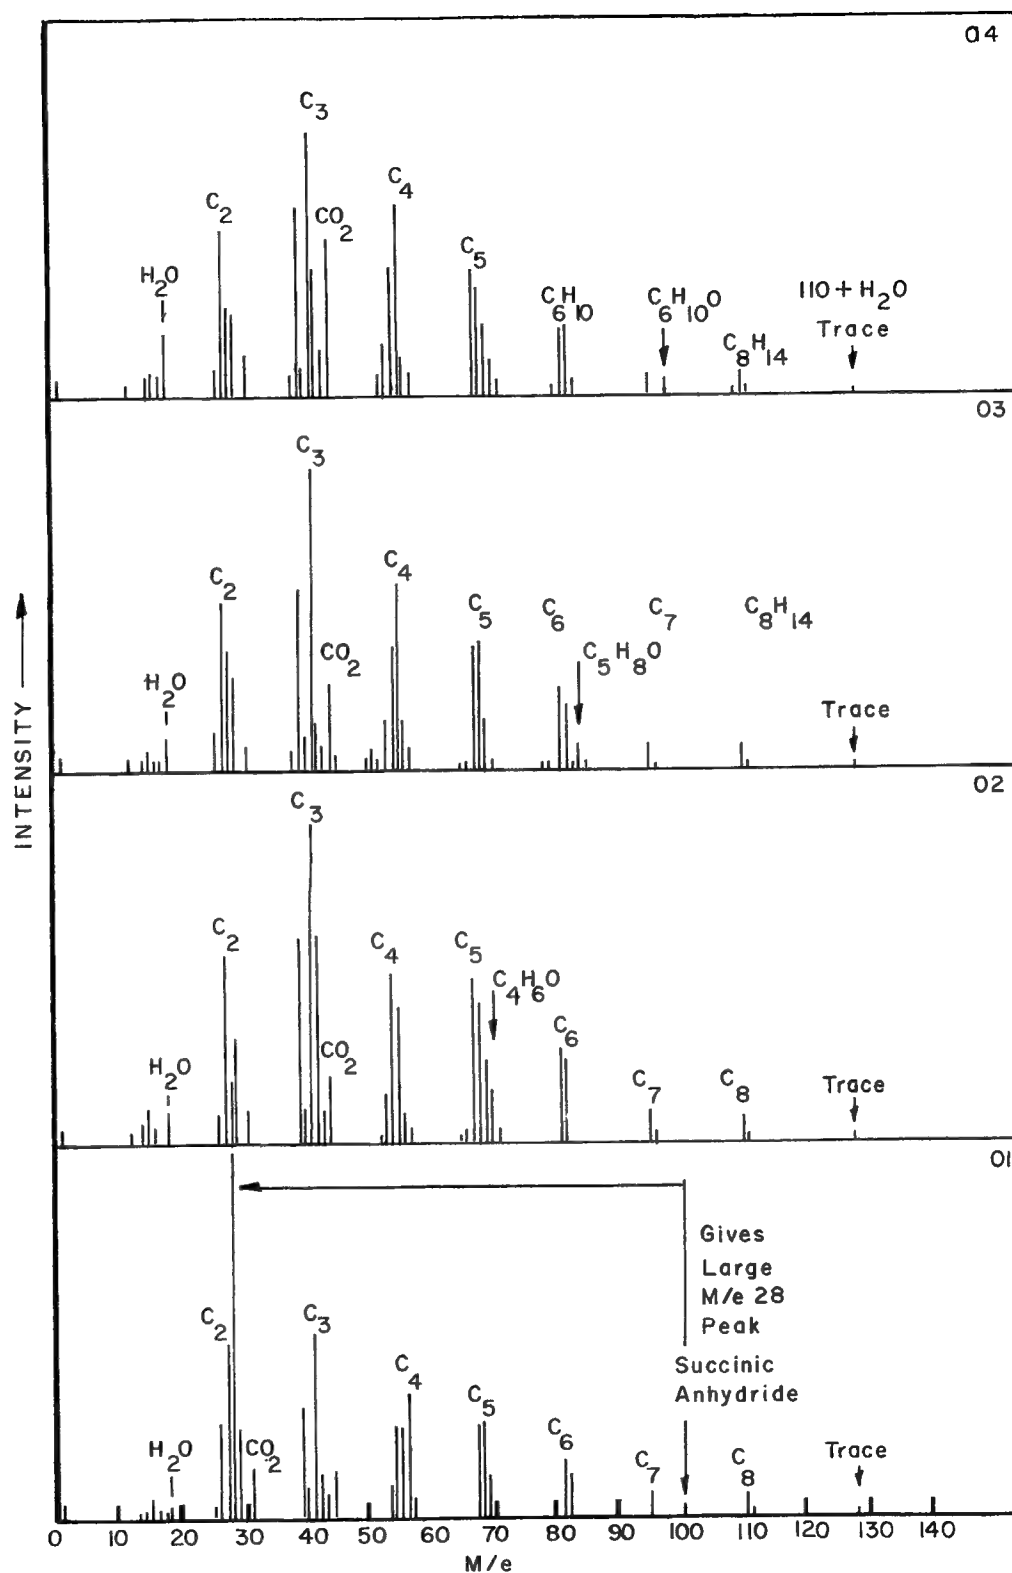 a4
C3
C4
C2
CO2
C5
H2O
C6H10
C6H10O
110 + H2O
Trace
C8H14
03
C3
C4
C2
C5
C6
C7
C8H14
CO2
C5H8O
H2O
Trace
02
C3
C2
C4
C5
C4H6O
CO2
C6
H2O
C7
C8
Trace
01
Gives
Large
M/e 28
Peak
Succinic
Anhydride
C2
C3
C4
C5
C6
H2O
CO2
C7
C8
Trace
0 10 20 30 40 50 60 70 80 90 100 110 120 130 140
M/e
INTENSITY